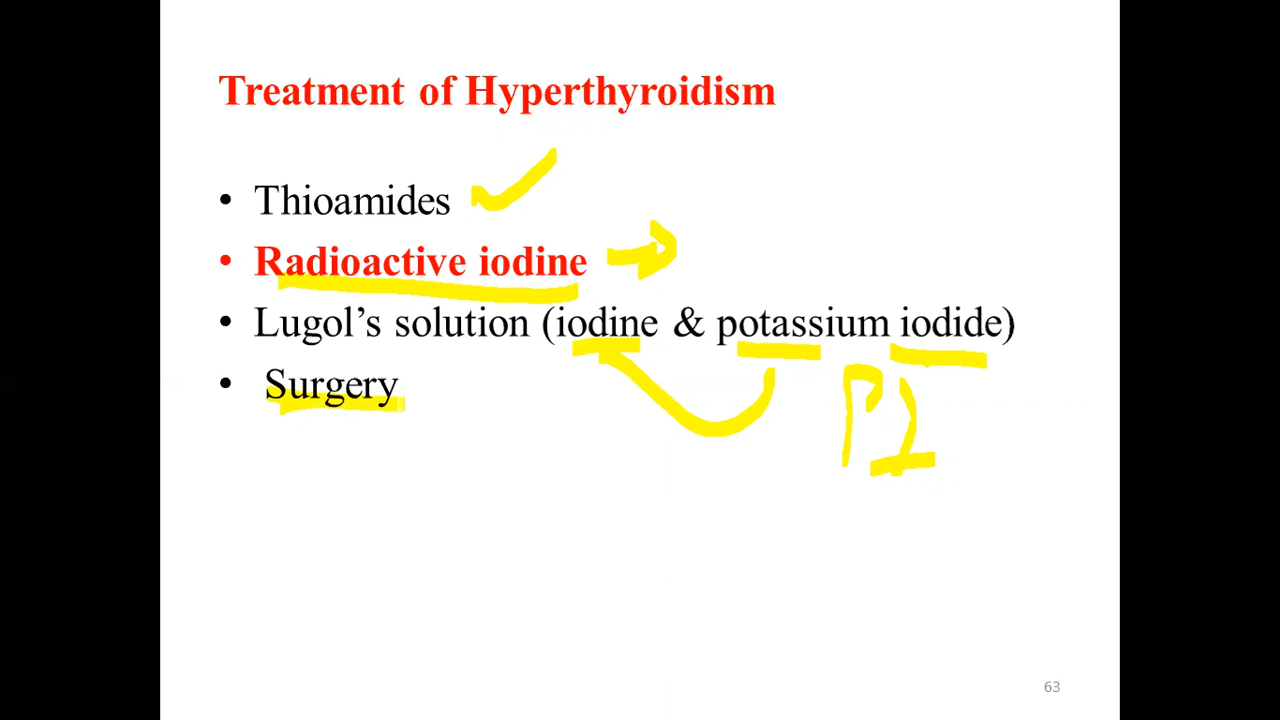 Treatment of Hyperthyroidism
• Thioamides
• Radioactive iodine
• Lugol’s solution (iodine & potassium iodide)
• Surgery
PI
63